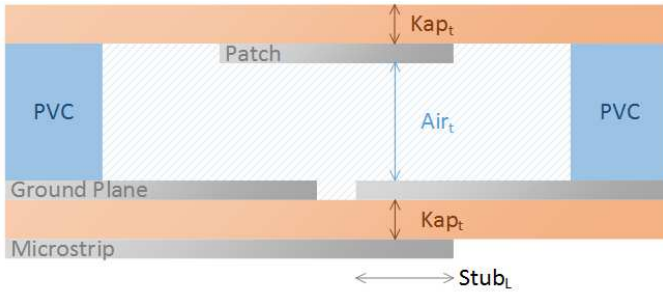 Kapt
Patch
PVC
Airt
PVC
Ground Plane
Kapt
Microstrip
StubL